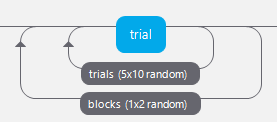 trial
trials (5x10 random)
blocks (1x2 random)